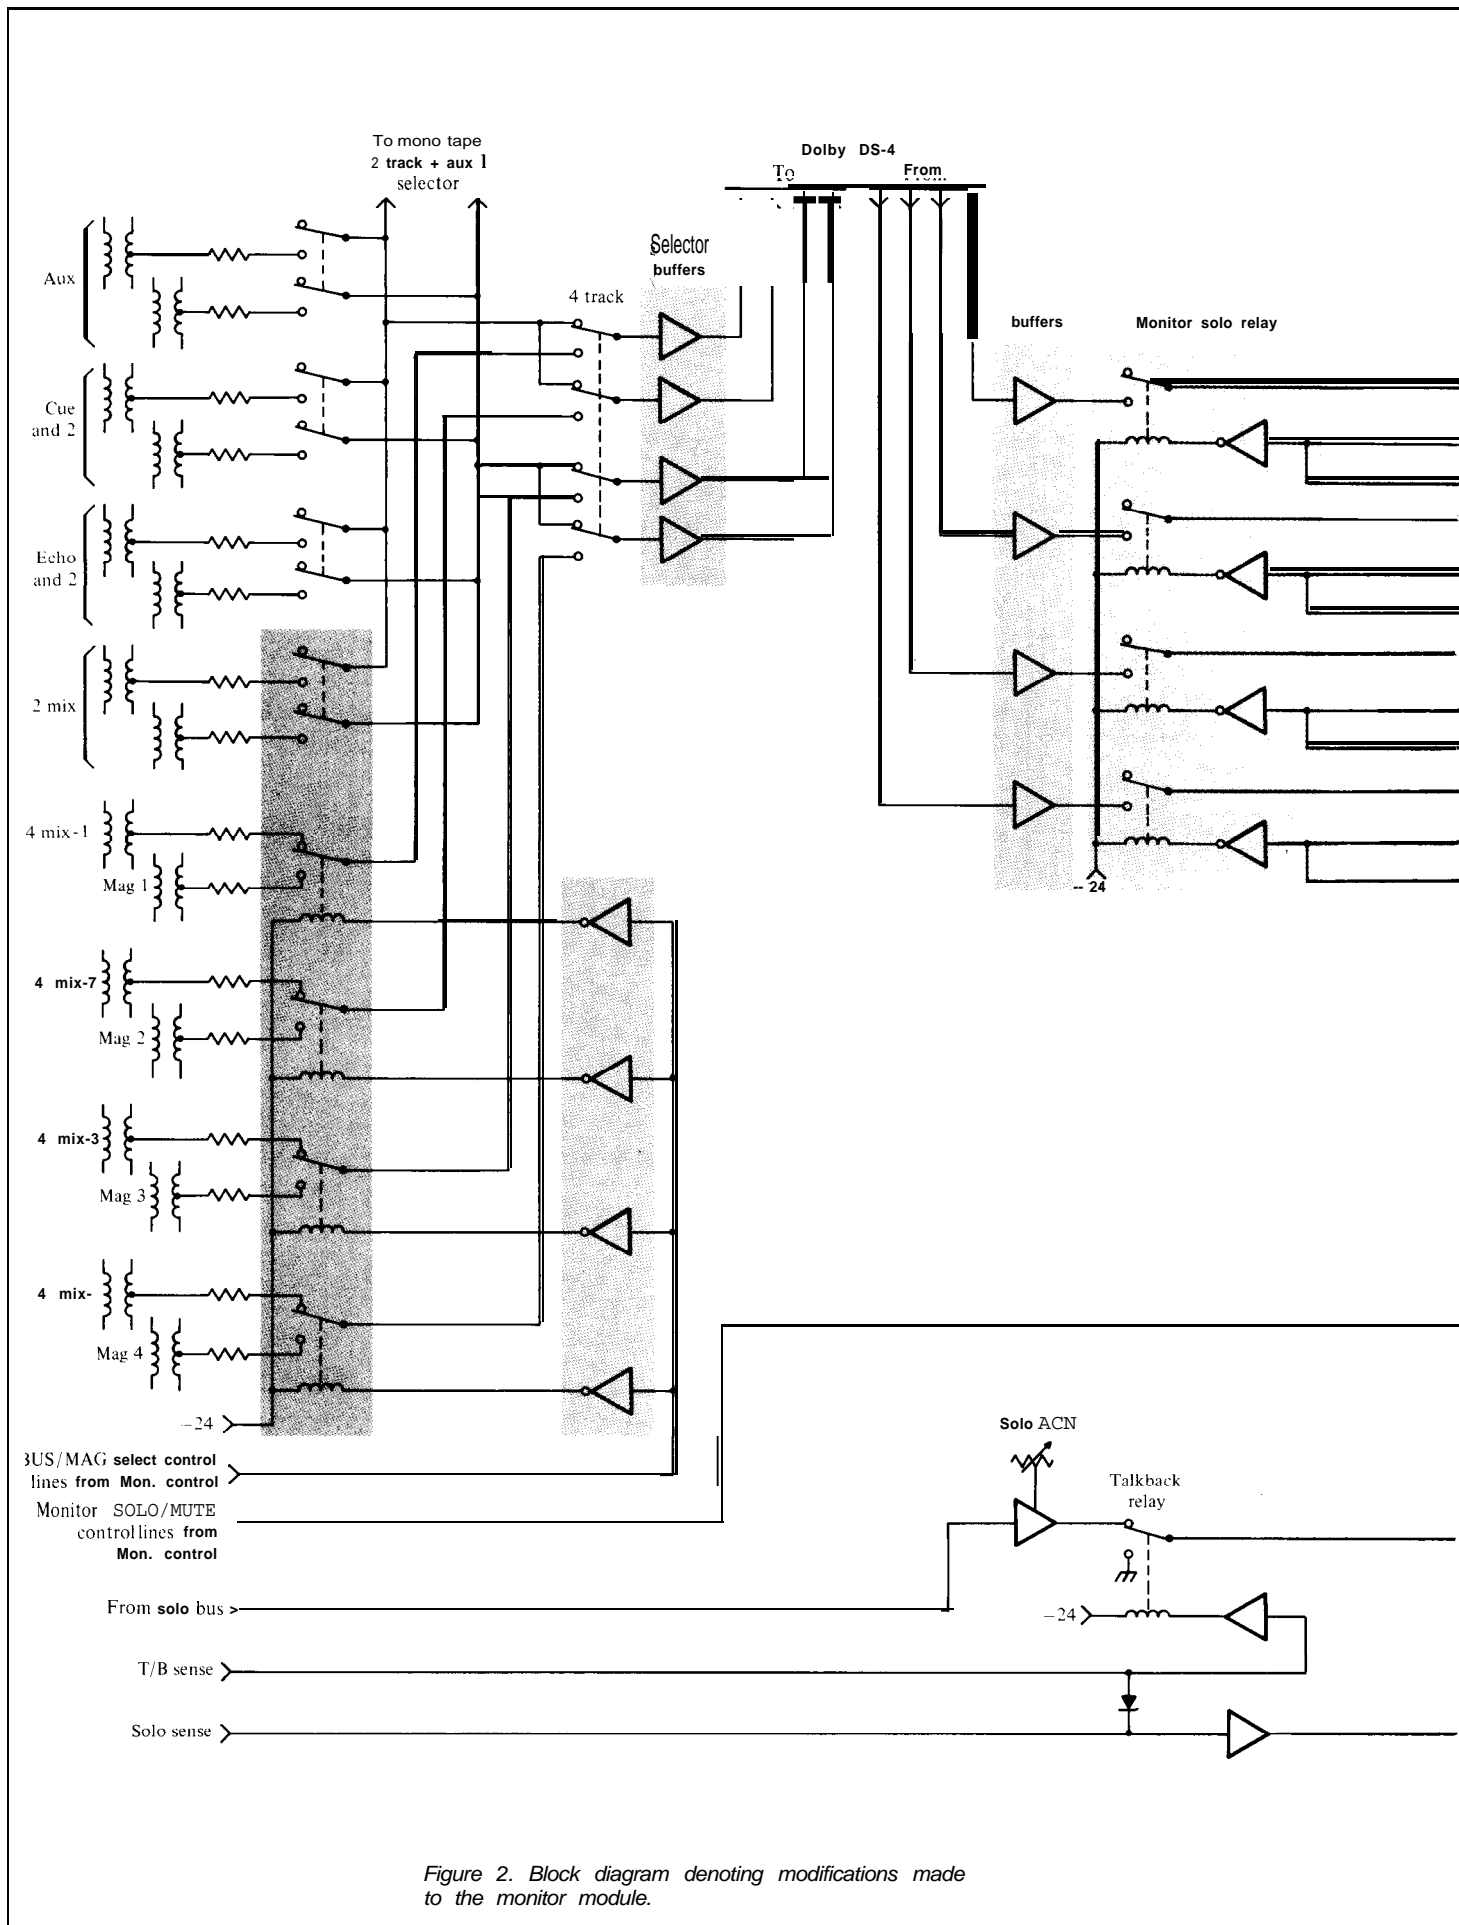 To mono tape
2 track + aux 1
selector
Dolby DS-4
To
From
Aux
Selector
buffers
4 track
buffers
Monitor solo relay
Cue
and 2
Echo
and 2
2 mix
4 mix-1
Mag 1
-- 24
4 mix-7
Mag 2
4 mix-3
Mag 3
4 mix-
Mag 4
-24
BUS/MAG select control
lines from Mon. control
Monitor SOLO/MUTE
control lines from
Mon. control
Solo ACN
Talkback
relay
From solo bus >
-24
T/B sense
Solo sense
Figure 2. Block diagram denoting modifications made
to the monitor module.